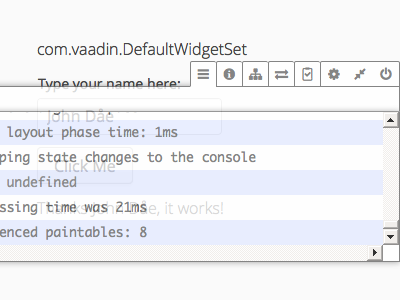 com.vaadin.DefaultWidgetSet
Type your name here:
John Dåe
layout phase time: 1ms
ping state changes to the console
Click Me
undefined
ssing time was 21ms
Thanks John Dåe, it works!
enced paintables: 8